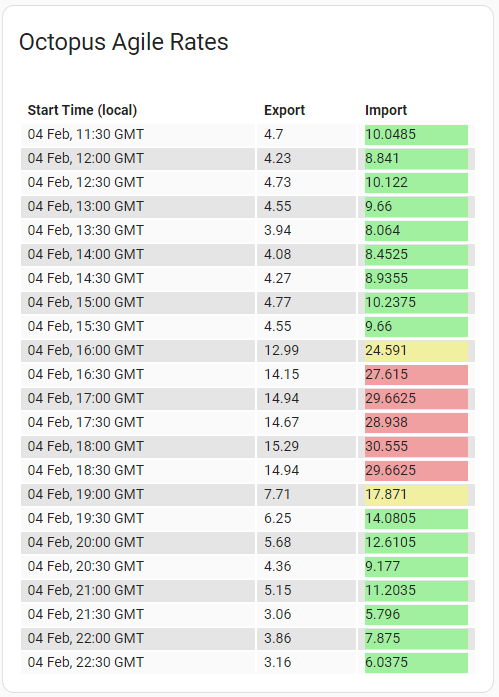 Octopus Agile Rates
Start Time (local) Export Import
04 Feb, 11:30 GMT 4.7 10.0485
04 Feb, 12:00 GMT 4.23 8.841
04 Feb, 12:30 GMT 4.73 10.122
04 Feb, 13:00 GMT 4.55 9.66
04 Feb, 13:30 GMT 3.94 8.064
04 Feb, 14:00 GMT 4.08 8.4525
04 Feb, 14:30 GMT 4.27 8.9355
04 Feb, 15:00 GMT 4.77 10.2375
04 Feb, 15:30 GMT 4.55 9.66
04 Feb, 16:00 GMT 12.99 24.591
04 Feb, 16:30 GMT 14.15 27.615
04 Feb, 17:00 GMT 14.94 29.6625
04 Feb, 17:30 GMT 14.67 28.938
04 Feb, 18:00 GMT 15.29 30.555
04 Feb, 18:30 GMT 14.94 29.6625
04 Feb, 19:00 GMT 7.71 17.871
04 Feb, 19:30 GMT 6.25 14.0805
04 Feb, 20:00 GMT 5.68 12.6105
04 Feb, 20:30 GMT 4.36 9.177
04 Feb, 21:00 GMT 5.15 11.2035
04 Feb, 21:30 GMT 3.06 5.796
04 Feb, 22:00 GMT 3.86 7.875
04 Feb, 22:30 GMT 3.16 6.0375